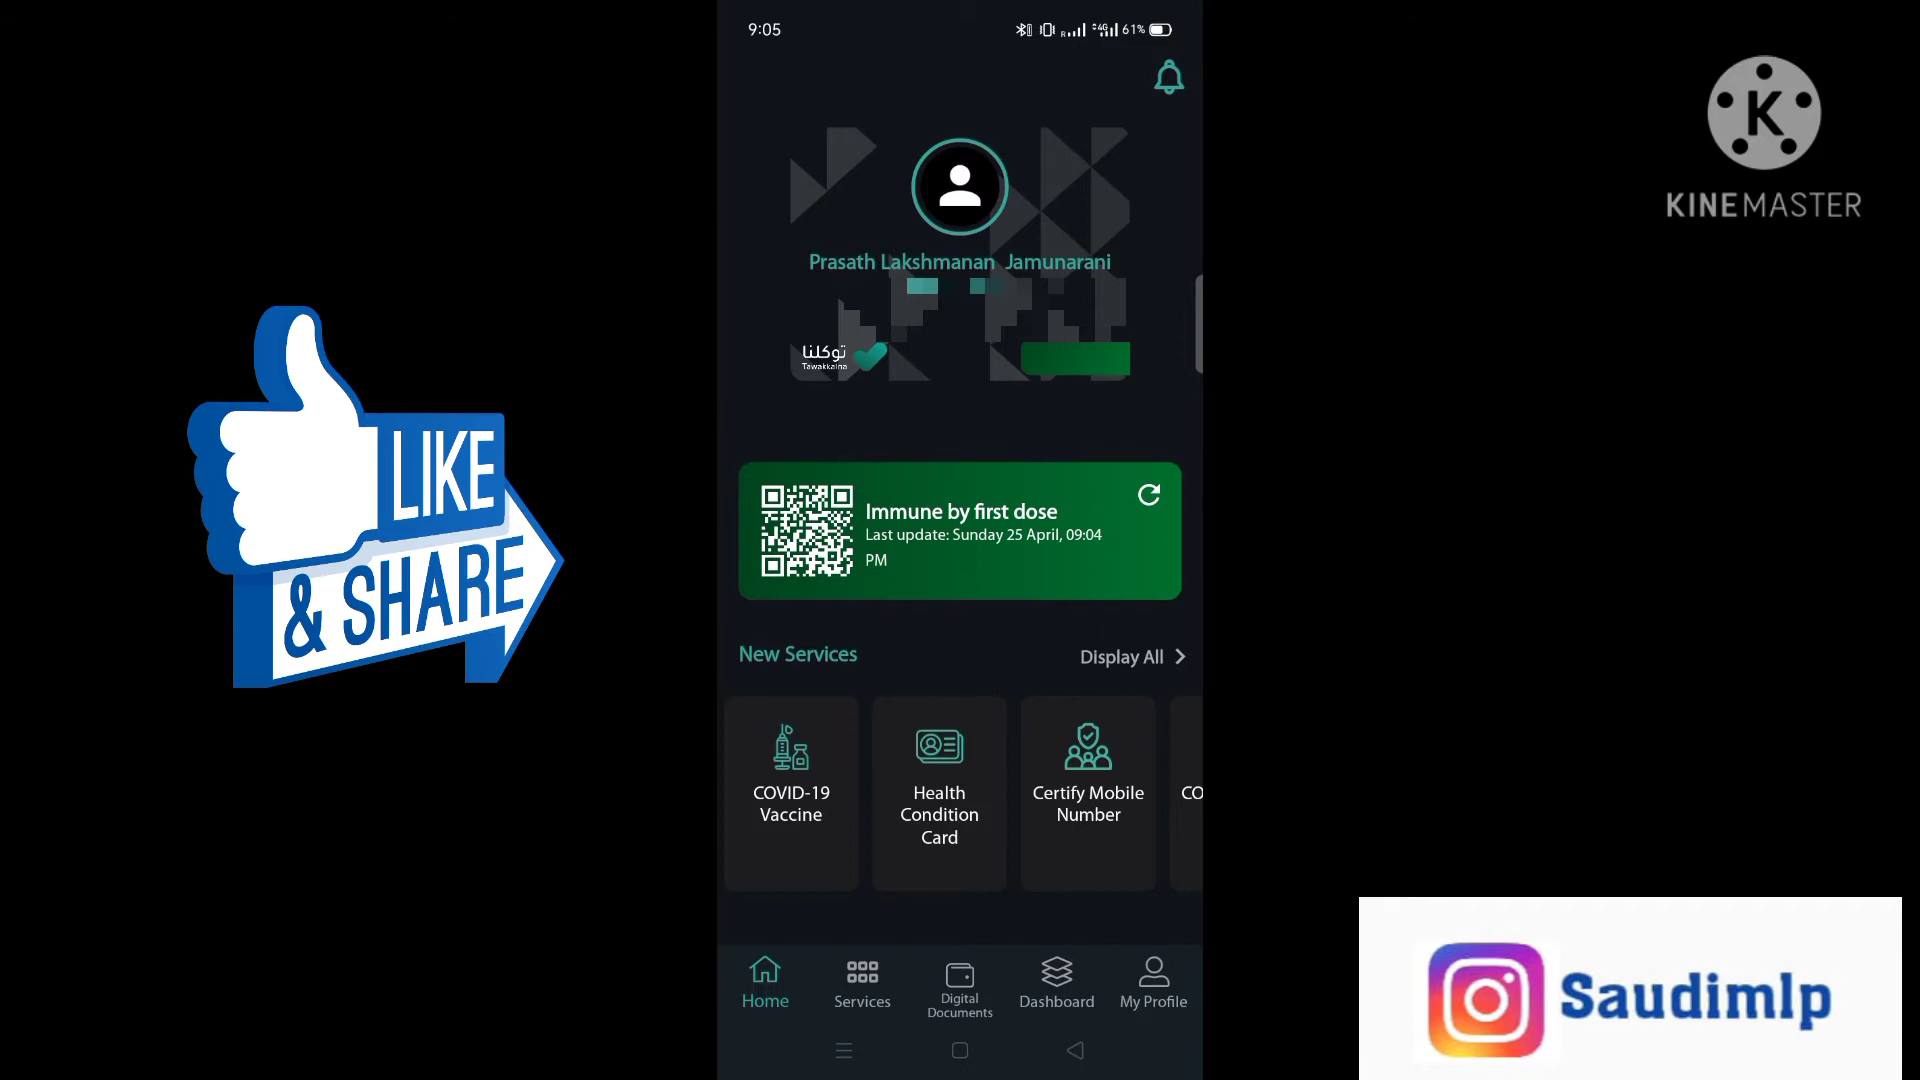 9:05
R 4G 61%
K
KINEMASTER
Prasath Lakshmanan Jamunarani
توكلنا
Tawakkalna
LIKE
& SHARE
Immune by first dose
Last update: Sunday 25 April, 09:04
PM
New Services
Display All
COVID-19
Vaccine
Health
Condition
Card
Certify Mobile
Number
CO
Home
Services
Digital
Documents
Dashboard
My Profile
Saudimlp